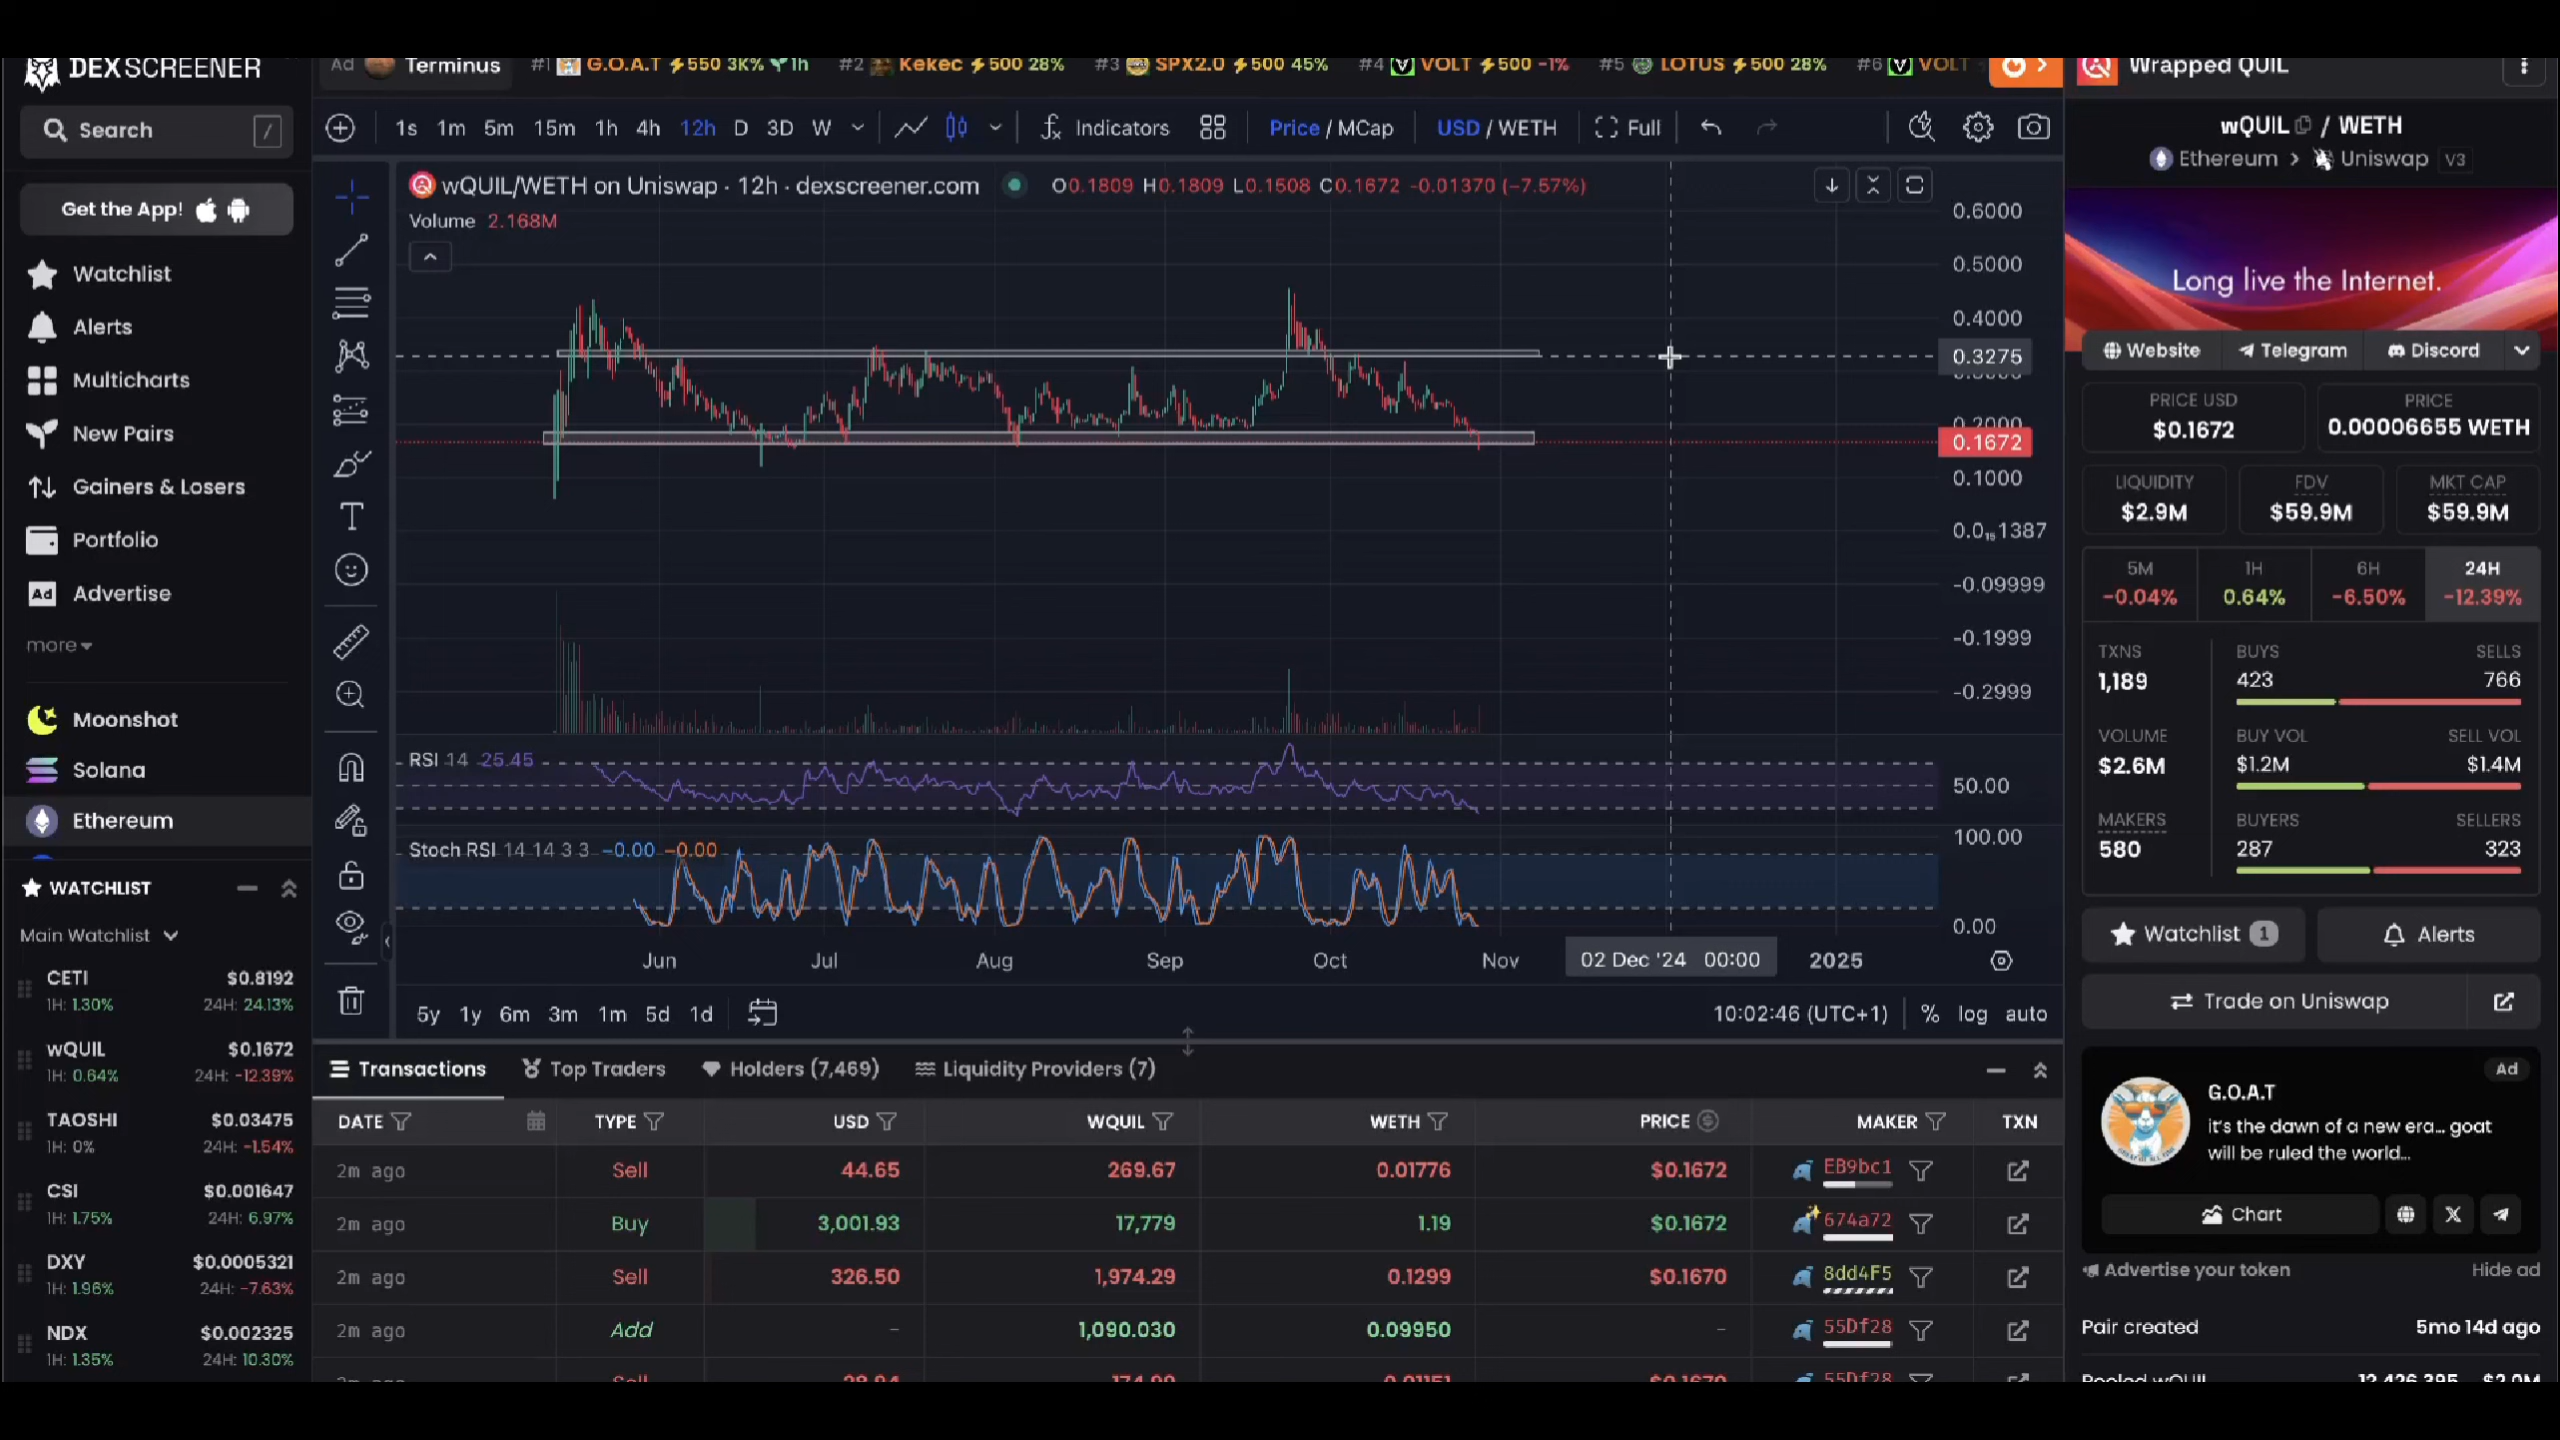 DEX SCREENER
Search /
Get the App!
Watchlist
Alerts
Multicharts
New Pairs
Gainers & Losers
Portfolio
Ad Advertise
more
Moonshot
Solana
Ethereum
WATCHLIST
Main Watchlist
CETI $0.8192
1H: 1.30% 24H: 24.13%
wQUIL $0.1672
1H: 0.64% 24H: -12.39%
TAOSHI $0.03475
1H: 0% 24H: -1.54%
CSI $0.001647
1H: 1.75% 24H: 6.97%
DXY $0.0005321
1H: 1.96% 24H: -7.63%
NDX $0.002325
1H: 1.35% 24H: 10.30%
Ad Terminus #1 G.O.A.T 550 3K% 1h #2 Kekec 500 28% #3 SPX2.0 500 45% #4 VOLT 500 -1% #5 LOTUS 500 28% #6 VOLT
1s 1m 5m 15m 1h 4h 12h D 3D W Indicators Price / MCap USD / WETH Full
wQUIL/WETH on Uniswap · 12h · dexscreener.com O0.1809 H0.1809 L0.1508 C0.1672 -0.01370 (-7.57%)
Volume 2.168M
0.6000
0.5000
0.4000
0.3275
0.2000
0.1672
0.1000
0.0₁₅1387
-0.09999
-0.1999
-0.2999
RSI 14 25.45
50.00
Stoch RSI 14 14 3 3 -0.00 -0.00
100.00
0.00
Jun Jul Aug Sep Oct Nov 02 Dec '24 00:00 2025
5y 1y 6m 3m 1m 5d 1d 10:02:46 (UTC+1) % log auto
Transactions Top Traders Holders (7,469) Liquidity Providers (7)
DATE TYPE USD WQUIL WETH PRICE MAKER TXN
2m ago Sell 44.65 269.67 0.01776 $0.1672 EB9bc1
2m ago Buy 3,001.93 17,779 1.19 $0.1672 674a72
2m ago Sell 326.50 1,974.29 0.1299 $0.1670 8dd4F5
2m ago Add - 1,090.030 0.09950 - 55Df28
Wrapped QUIL
wQUIL / WETH
Ethereum > Uniswap V3
Long live the Internet.
Website Telegram Discord
PRICE USD PRICE
$0.1672 0.00006655 WETH
LIQUIDITY FDV MKT CAP
$2.9M $59.9M $59.9M
5M 1H 6H 24H
-0.04% 0.64% -6.50% -12.39%
TXNS BUYS SELLS
1,189 423 766
VOLUME BUY VOL SELL VOL
$2.6M $1.2M $1.4M
MAKERS BUYERS SELLERS
580 287 323
Watchlist 1 Alerts
Trade on Uniswap
Ad
G.O.A.T
it's the dawn of a new era... goat
will be ruled the world...
Chart
Advertise your token Hide ad
Pair created 5mo 14d ago